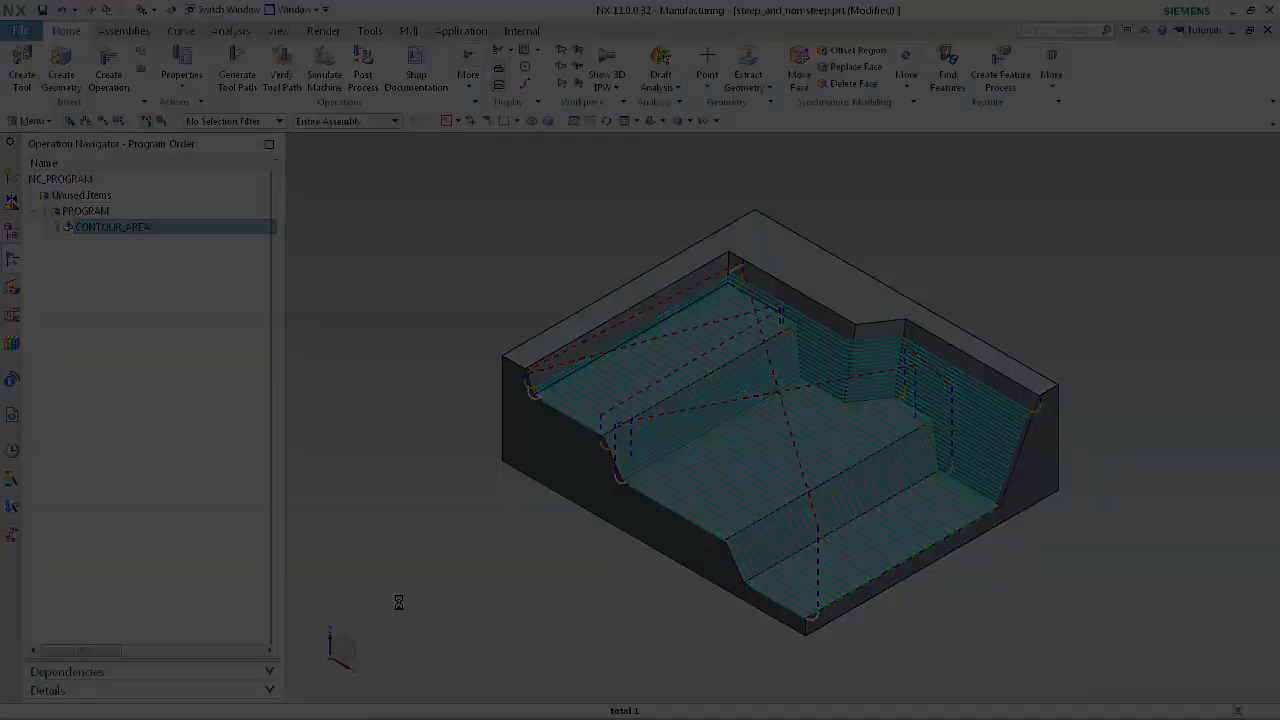 NX Switch Window Window NX 11.0.0.32 - Manufacturing - [steep_and_non-steep.prt (Modified) ] SIEMENS
File Home Assemblies Curve Analysis View Render Tools PMI Application Internal Tutorials
Create Tool Create Geometry Create Operation Properties Generate Tool Path Verify Tool Path Simulate Machine Post Process Shop Documentation More Show 3D IPW Draft Analysis Point Extract Geometry Move Face Offset Region Replace Face Delete Face More Find Features Create Feature Process More
Insert Actions Operations Display Workpiece Analysis Geometry Synchronous Modeling Feature
Menu No Selection Filter Entire Assembly
Operation Navigator - Program Order
Name
NC_PROGRAM
Unused Items
PROGRAM
CONTOUR_AREA
Dependencies
Details
total 1